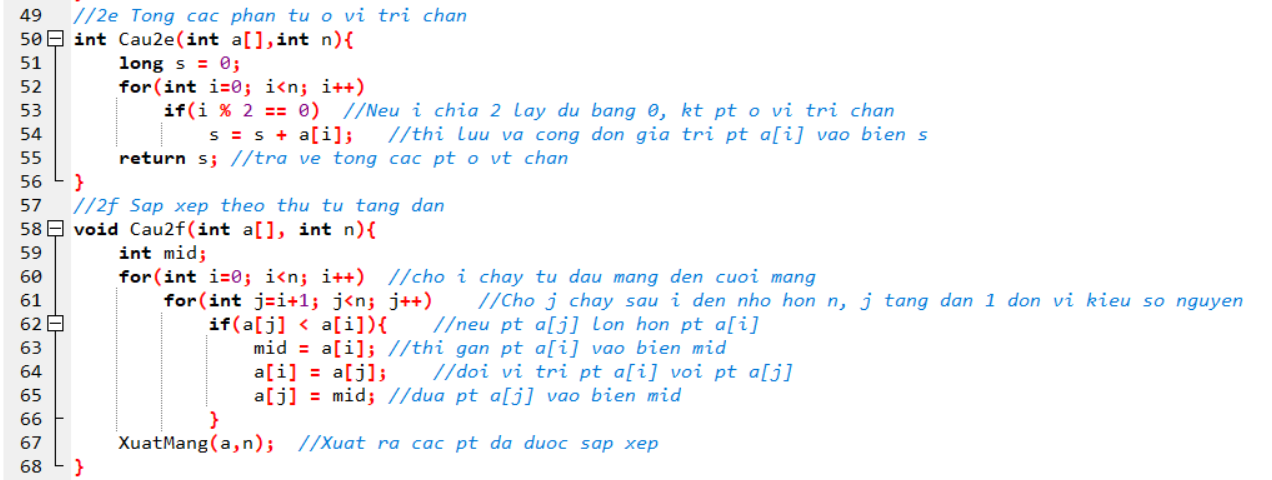 49 //2e Tong cac phan tu o vi tri chan
50 int Cau2e(int a[],int n){
51 long s = 0;
52 for(int i=0; i<n; i++)
53 if(i % 2 == 0) //Neu i chia 2 lay du bang 0, kt pt o vi tri chan
54 s = s + a[i]; //thi luu va cong don gia tri pt a[i] vao bien s
55 return s; //tra ve tong cac pt o vt chan
56 }
57 //2f Sap xep theo thu tu tang dan
58 void Cau2f(int a[], int n){
59 int mid;
60 for(int i=0; i<n; i++) //cho i chay tu dau mang den cuoi mang
61 for(int j=i+1; j<n; j++) //Cho j chay sau i den nho hon n, j tang dan 1 don vi kieu so nguyen
62 if(a[j] < a[i]){ //neu pt a[j] lon hon pt a[i]
63 mid = a[i]; //thi gan pt a[i] vao bien mid
64 a[i] = a[j]; //doi vi tri pt a[i] voi pt a[j]
65 a[j] = mid; //dua pt a[j] vao bien mid
66 }
67 XuatMang(a,n); //Xuat ra cac pt da duoc sap xep
68 }